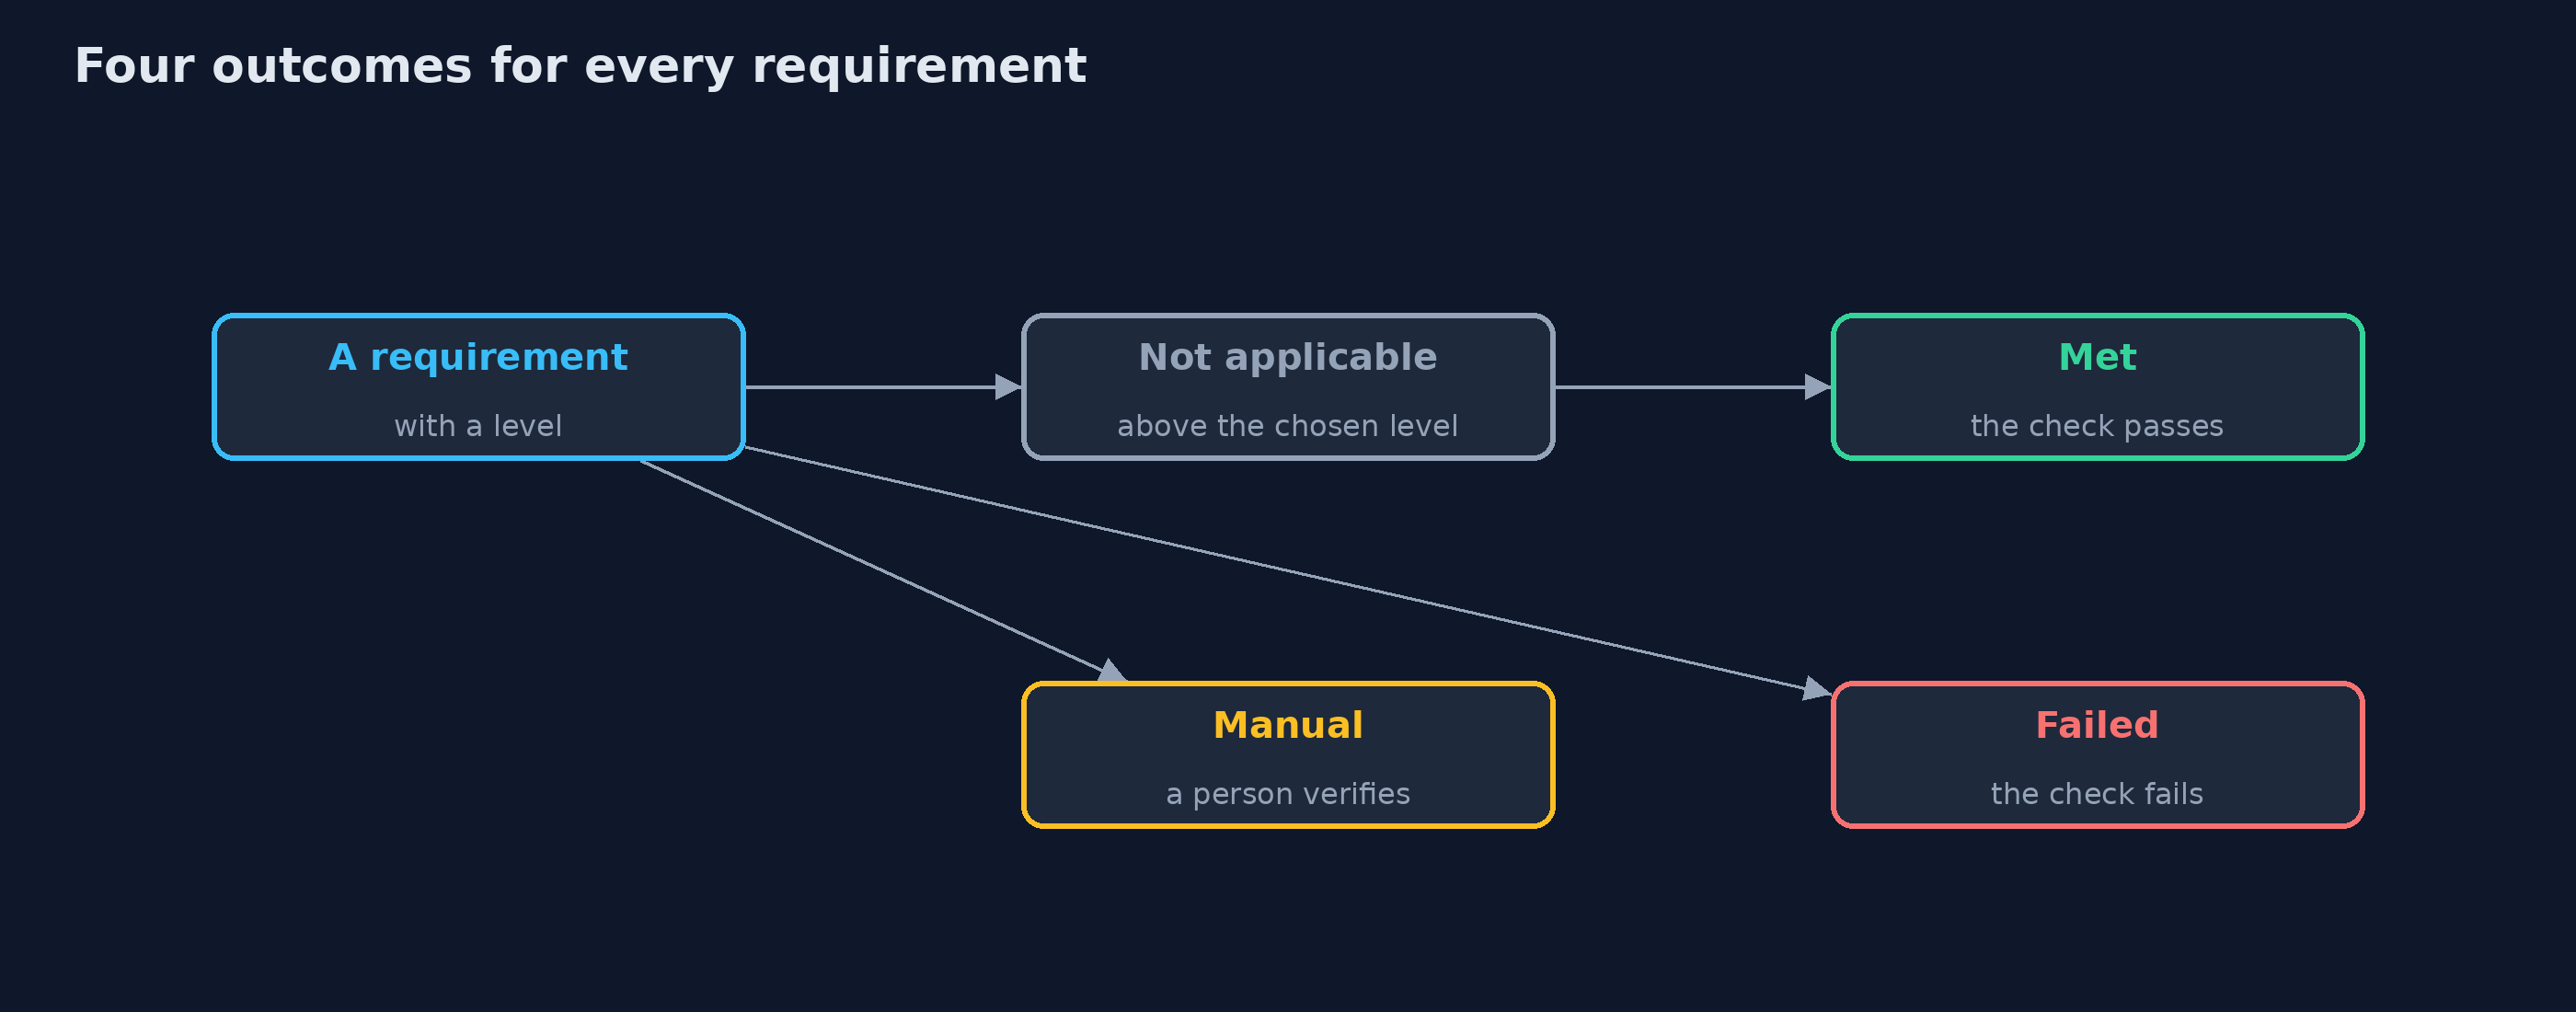 Four outcomes for every requirement
A requirement
with a level
Not applicable
above the chosen level
Met
the check passes
Manual
a person verifies
Failed
the check fails